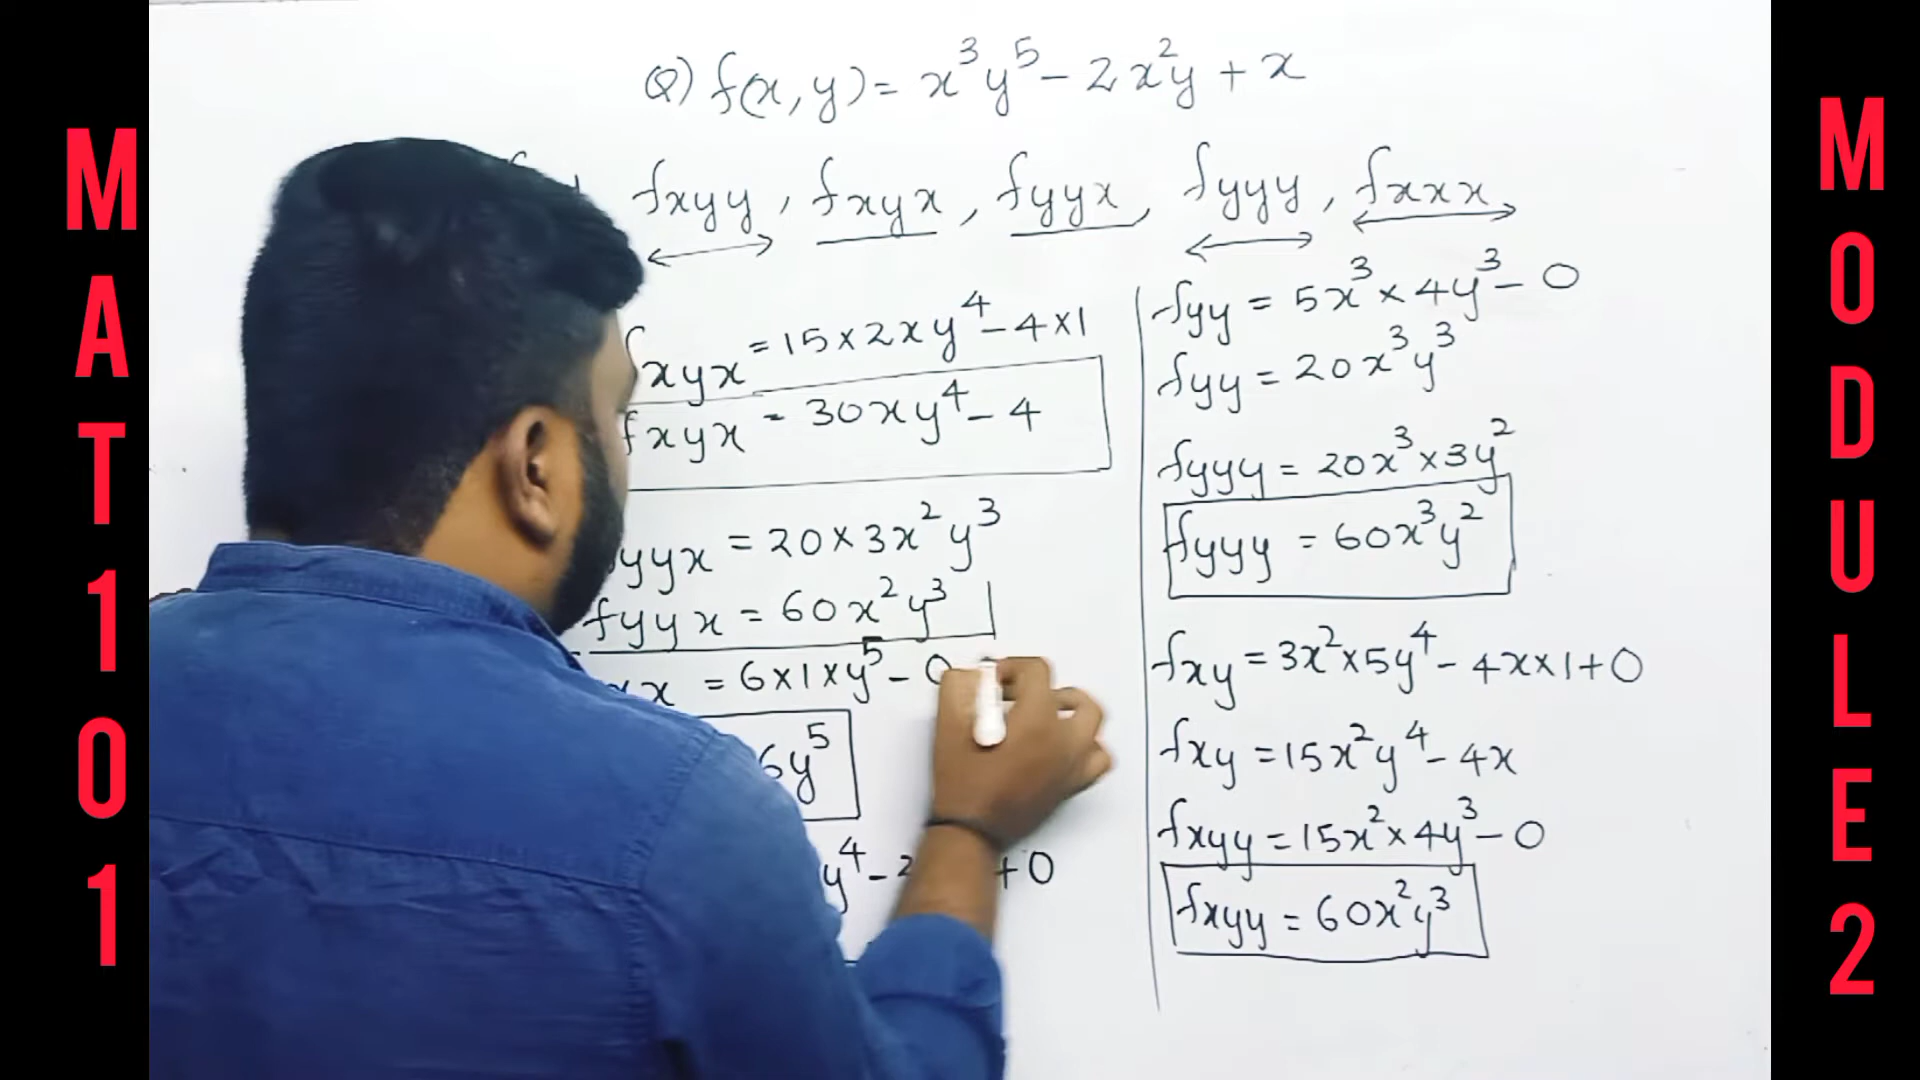 MAT101
Q) f(x,y) = x³y⁵ - 2x²y + x
fxyy, fxyx, fyyx, fyyy, fxxx
fxyx = 15×2xy⁴ - 4×1
fxyx = 30xy⁴ - 4
yyx = 20×3x²y³
fyyx = 60x²y³
x = 6×1×y⁵ - 0
6y⁵
y⁴ - 2 + 0
fyy = 5x³×4y³ - 0
fyy = 20x³y³
fyyy = 20x³×3y²
fyyy = 60x³y²
fxy = 3x²×5y⁴ - 4x×1+0
fxy = 15x²y⁴ - 4x
fxyy = 15x²×4y³ - 0
fxyy = 60x²y³
MODULE2